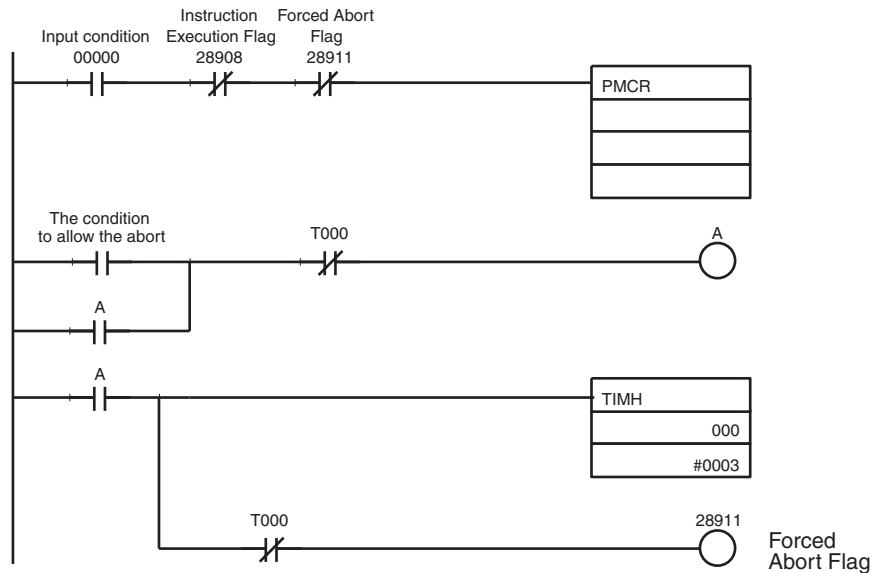 Input condition
00000
Instruction
Execution Flag
28908
Forced Abort
Flag
28911
PMCR
The condition
to allow the abort
T000
A
A
A
TIMH
000
#0003
T000
28911
Forced
Abort Flag